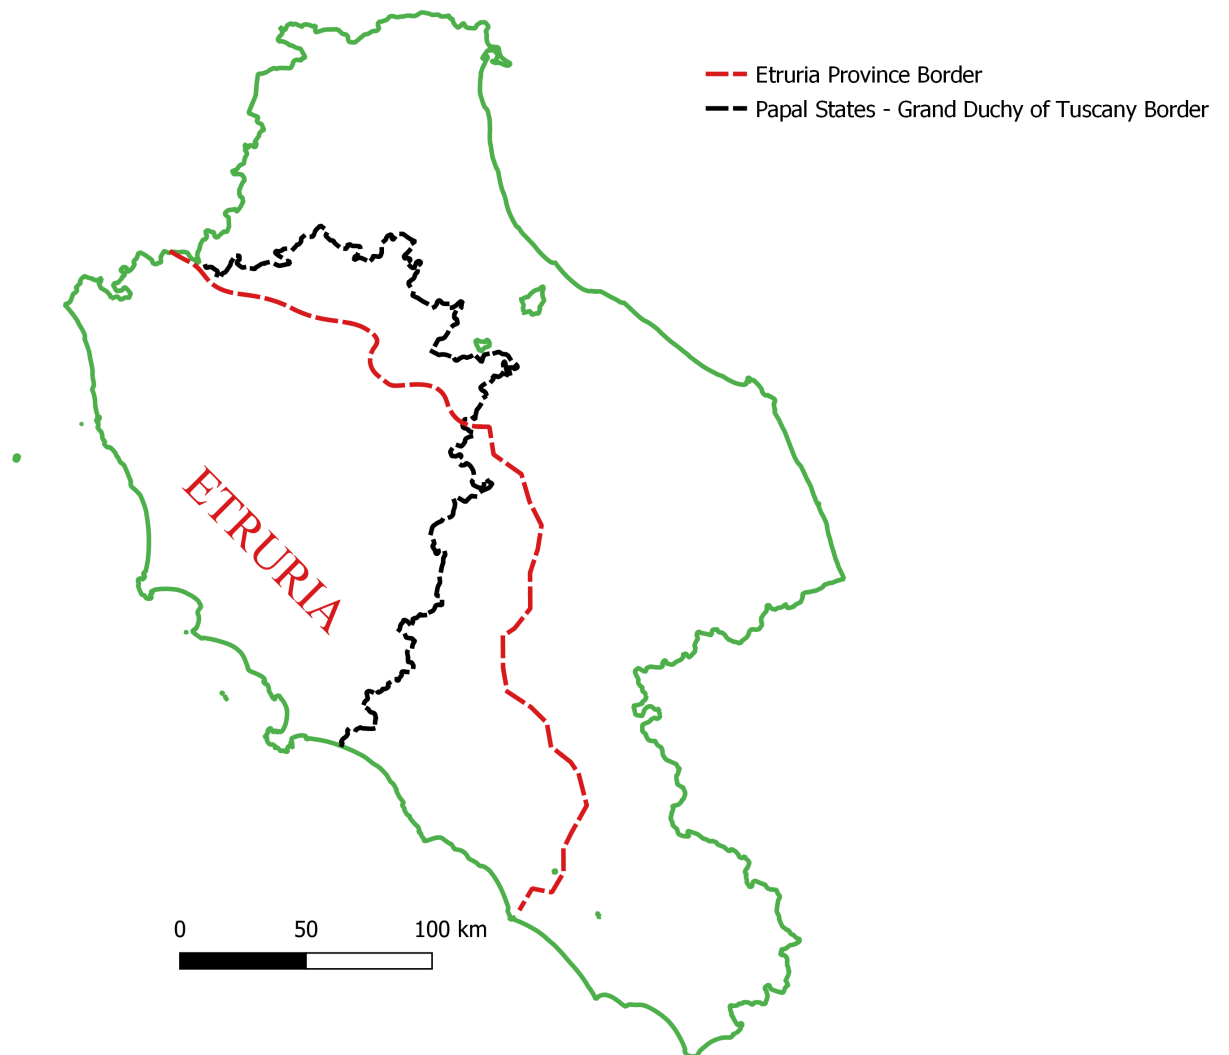 Etruria Province Border
Papal States - Grand Duchy of Tuscany Border
ETRURIA
0 50 100 km